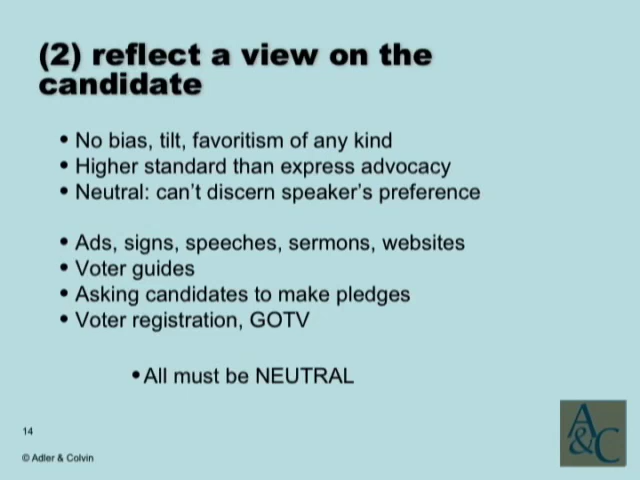 (2) reflect a view on the
candidate
• No bias, tilt, favoritism of any kind
• Higher standard than express advocacy
• Neutral: can't discern speaker's preference
• Ads, signs, speeches, sermons, websites
• Voter guides
• Asking candidates to make pledges
• Voter registration, GOTV
• All must be NEUTRAL
14
© Adler & Colvin
A&C